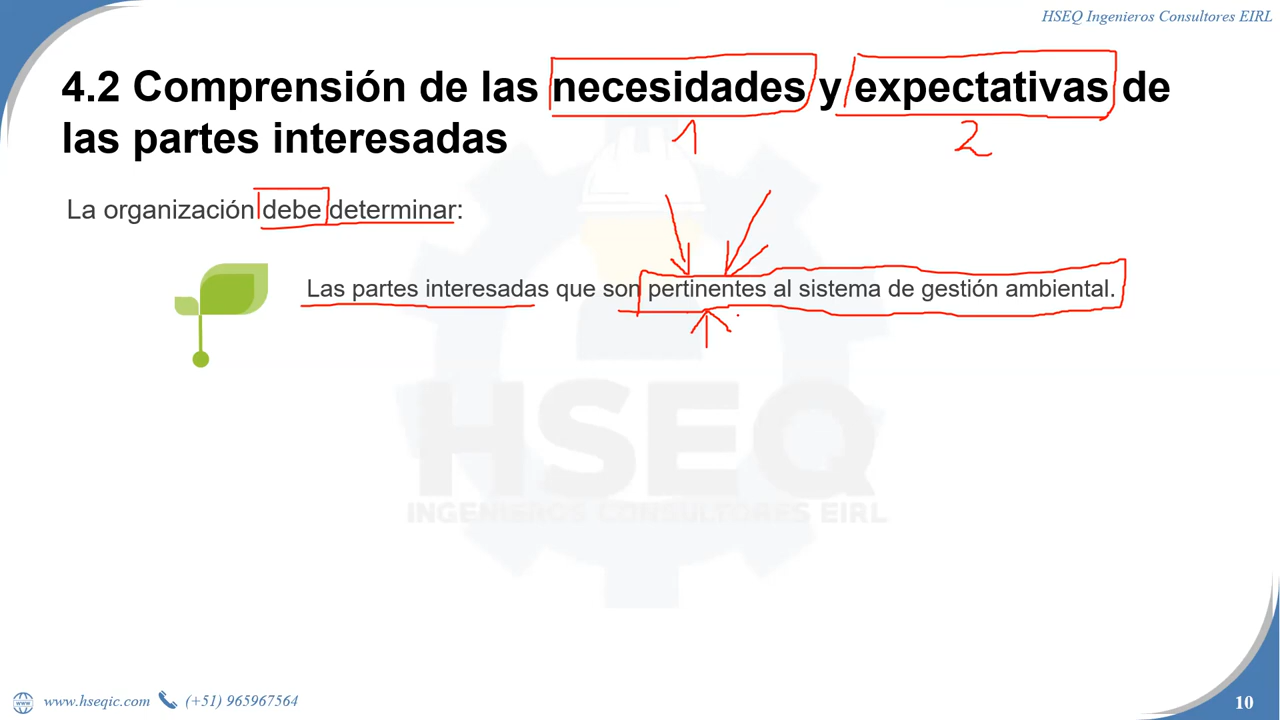 HSEQ Ingenieros Consultores EIRL
4.2 Comprensión de las necesidades y expectativas de
las partes interesadas
1
2
La organización debe determinar:
Las partes interesadas que son pertinentes al sistema de gestión ambiental.
HSEQ
INGENIEROS CONSULTORES EIRL
www.hseqic.com
(+51) 965967564
10